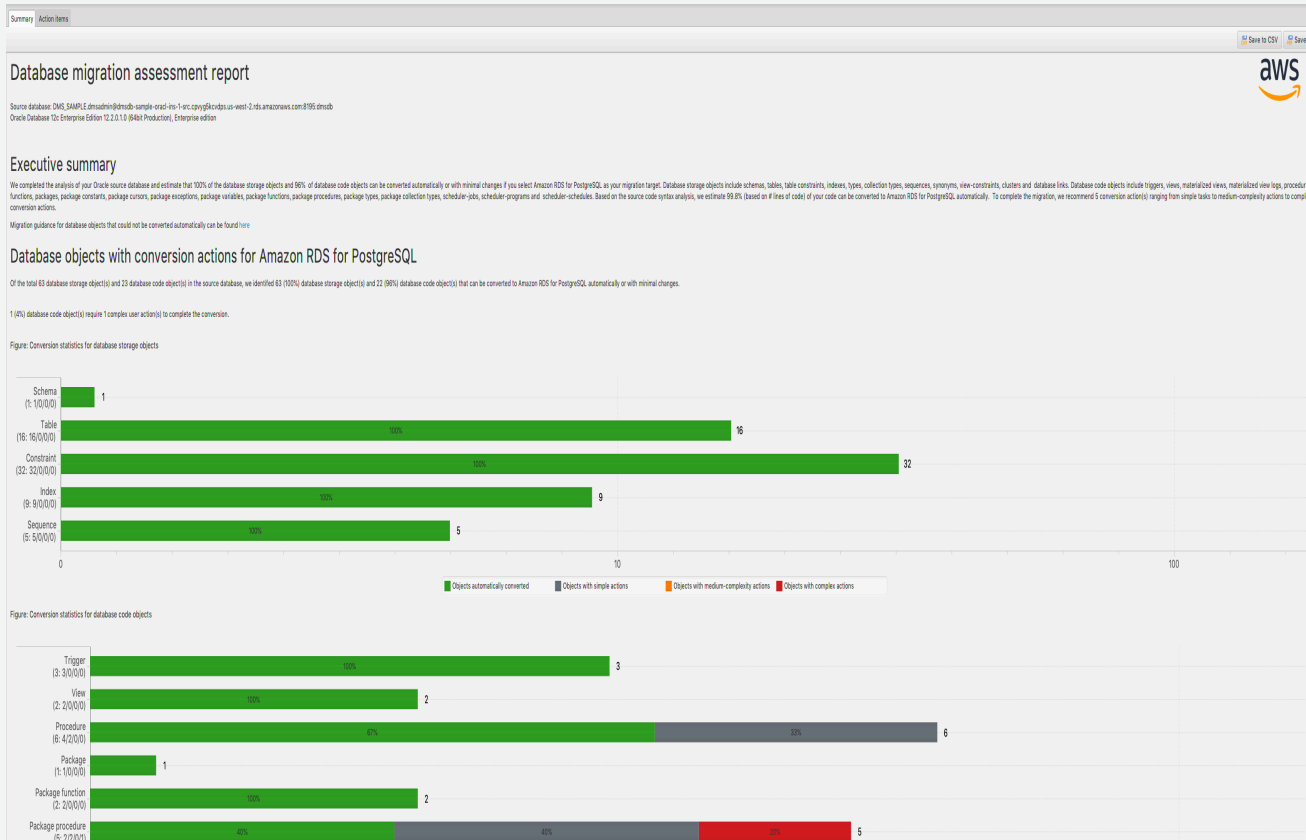 Summary Action items
Save to CSV Save
Database migration assessment report
aws
Source database: DMS_SAMPLE.dmsadmin@dmsdb-sample-oracl-ins-1-src.cpvyg5kcvdps.us-west-2.rds.amazonaws.com:8195:dmsdb
Oracle Database 12c Enterprise Edition 12.2.0.1.0 (64bit Production), Enterprise edition
Executive summary
We completed the analysis of your Oracle source database and estimate that 100% of the database storage objects and 96% of database code objects can be converted automatically or with minimal changes if you select Amazon RDS for PostgreSQL as your migration target. Database storage objects include schemas, tables, table constraints, indexes, types, collection types, sequences, synonyms, view-constraints, clusters and database links. Database code objects include triggers, views, materialized views, materialized view logs, procedur
functions, packages, package constants, package cursors, package exceptions, package variables, package functions, package procedures, package types, package collection types, scheduler-jobs, scheduler-programs and scheduler-schedules. Based on the source code syntax analysis, we estimate 99.8% (based on # lines of code) of your code can be converted to Amazon RDS for PostgreSQL automatically. To complete the migration, we recommend 5 conversion action(s) ranging from simple tasks to medium-complexity actions to compl
conversion actions.
Migration guidance for database objects that could not be converted automatically can be found here
Database objects with conversion actions for Amazon RDS for PostgreSQL
Of the total 63 database storage object(s) and 23 database code object(s) in the source database, we identifed 63 (100%) database storage object(s) and 22 (96%) database code object(s) that can be converted to Amazon RDS for PostgreSQL automatically or with minimal changes.
1 (4%) database code object(s) require 1 complex user action(s) to complete the conversion.
Figure: Conversion statistics for database storage objects
Schema
(1: 1/0/0/0)
1
Table
(16: 16/0/0/0)
100%
16
Constraint
(32: 32/0/0/0)
100%
32
Index
(9: 9/0/0/0)
100%
9
Sequence
(5: 5/0/0/0)
100%
5
0 10 100
Objects automatically converted Objects with simple actions Objects with medium-complexity actions Objects with complex actions
Figure: Conversion statistics for database code objects
Trigger
(3: 3/0/0/0)
100%
3
View
(2: 2/0/0/0)
100%
2
Procedure
(6: 4/2/0/0)
67% 33%
6
Package
(1: 1/0/0/0)
1
Package function
(2: 2/0/0/0)
100%
2
Package procedure
(5: 2/2/0/1)
40% 40% 20%
5